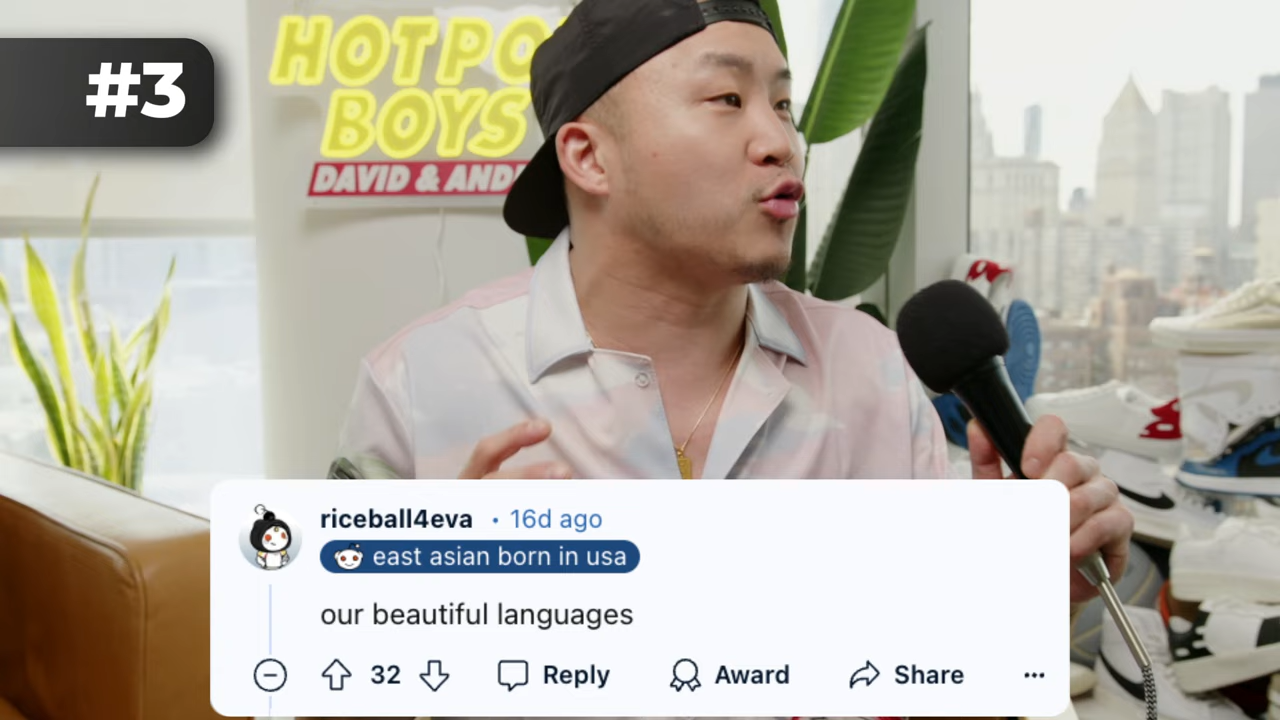 #3
HOTPO
BOYS
DAVID & AND
riceball4eva • 16d ago
east asian born in usa
our beautiful languages
32 Reply Award Share ...